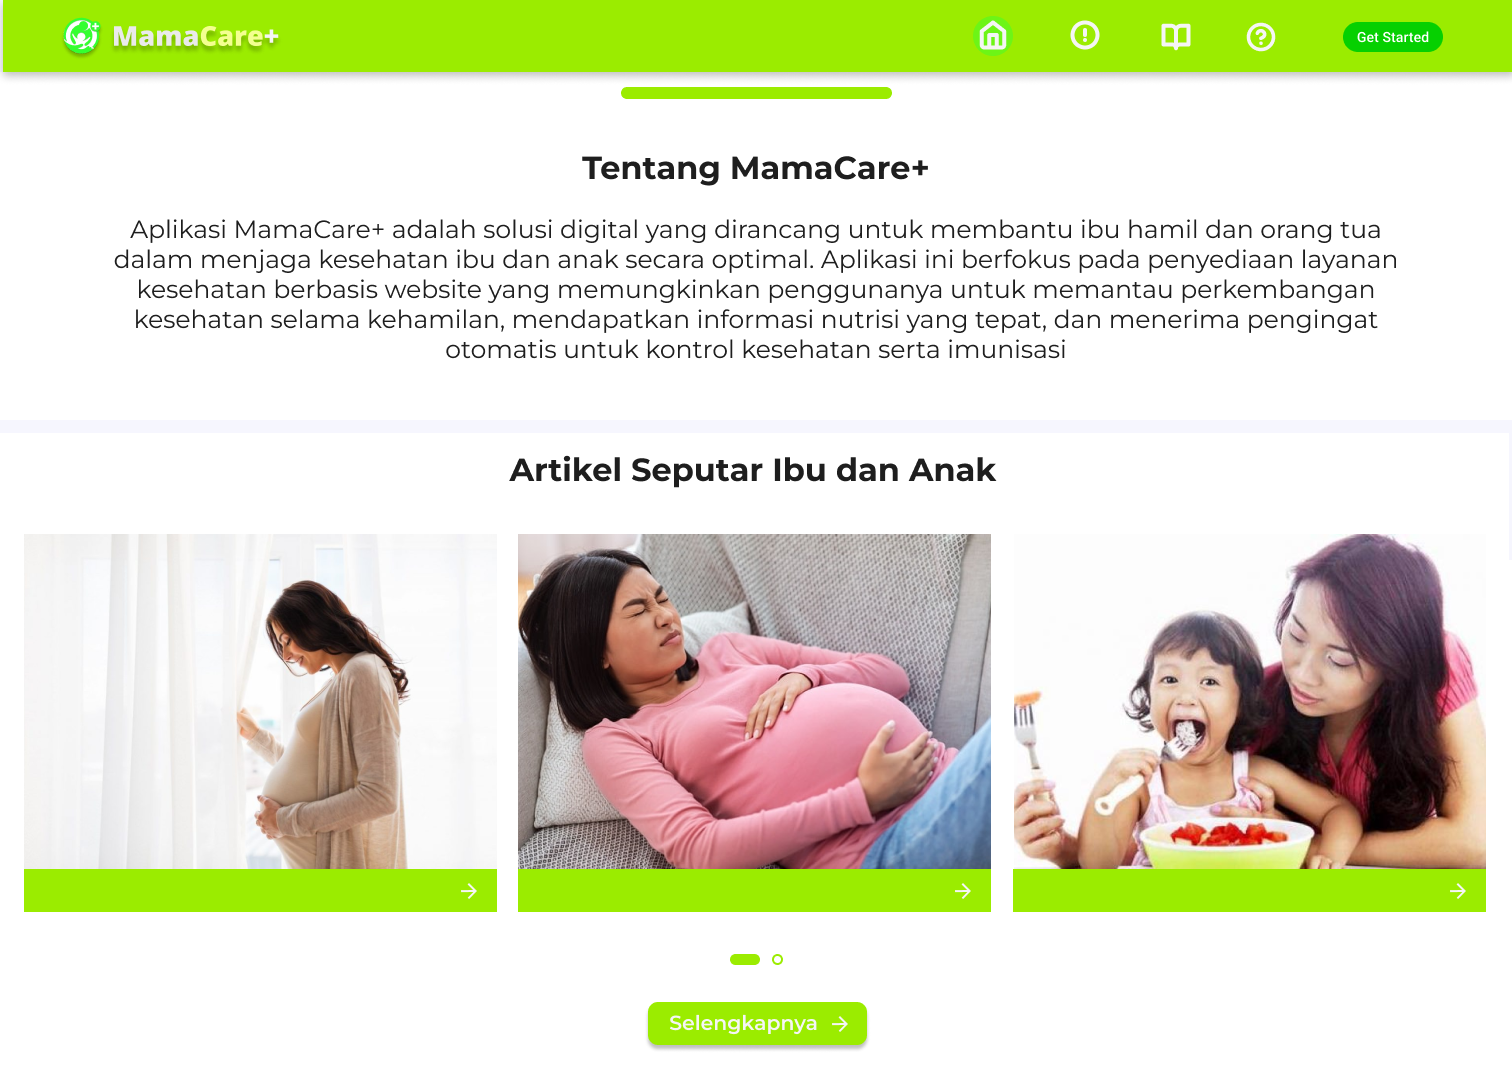 MamaCare+
Get Started
Tentang MamaCare+
Aplikasi MamaCare+ adalah solusi digital yang dirancang untuk membantu ibu hamil dan orang tua
dalam menjaga kesehatan ibu dan anak secara optimal. Aplikasi ini berfokus pada penyediaan layanan
kesehatan berbasis website yang memungkinkan penggunanya untuk memantau perkembangan
kesehatan selama kehamilan, mendapatkan informasi nutrisi yang tepat, dan menerima pengingat
otomatis untuk kontrol kesehatan serta imunisasi
Artikel Seputar Ibu dan Anak
Selengkapnya